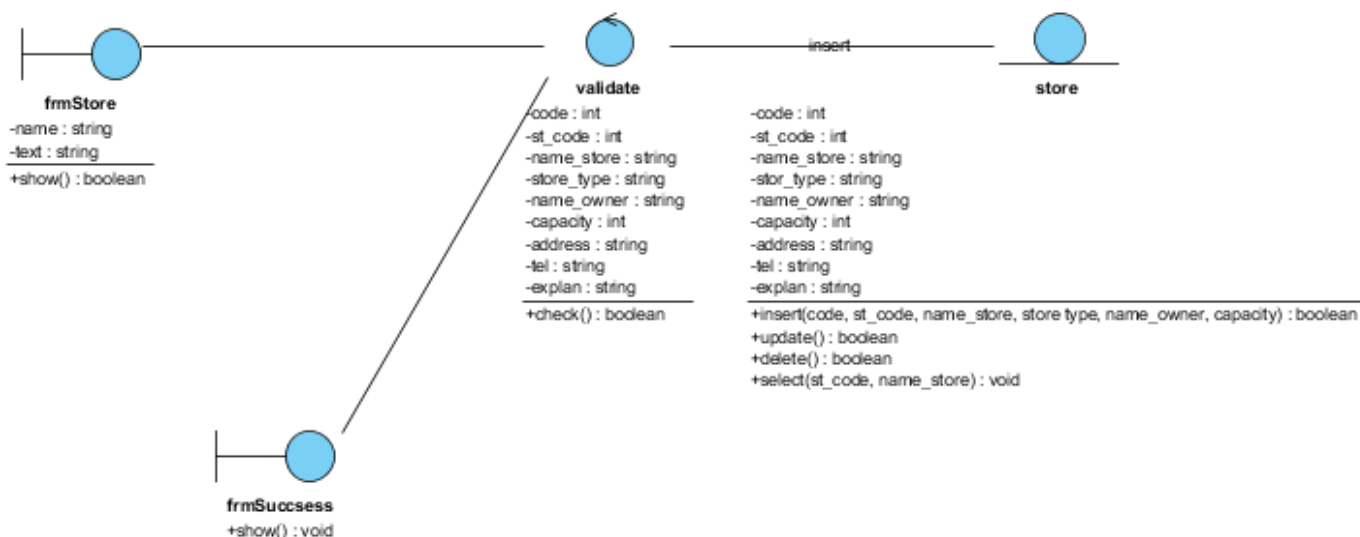 frmStore
-name : string
-text : string
+show() : boolean
validate
-code : int
-st_code : int
-name_store : string
-store_type : string
-name_owner : string
-capacity : int
-address : string
-tel : string
-explan : string
+check() : boolean
insert
store
-code : int
-st_code : int
-name_store : string
-stor_type : string
-name_owner : string
-capacity : int
-address : string
-tel : string
-explan : string
+insert(code, st_code, name_store, store type, name_owner, capacity) : boolean
+update() : boolean
+delete() : boolean
+select(st_code, name_store) : void
frmSuccsess
+show() : void